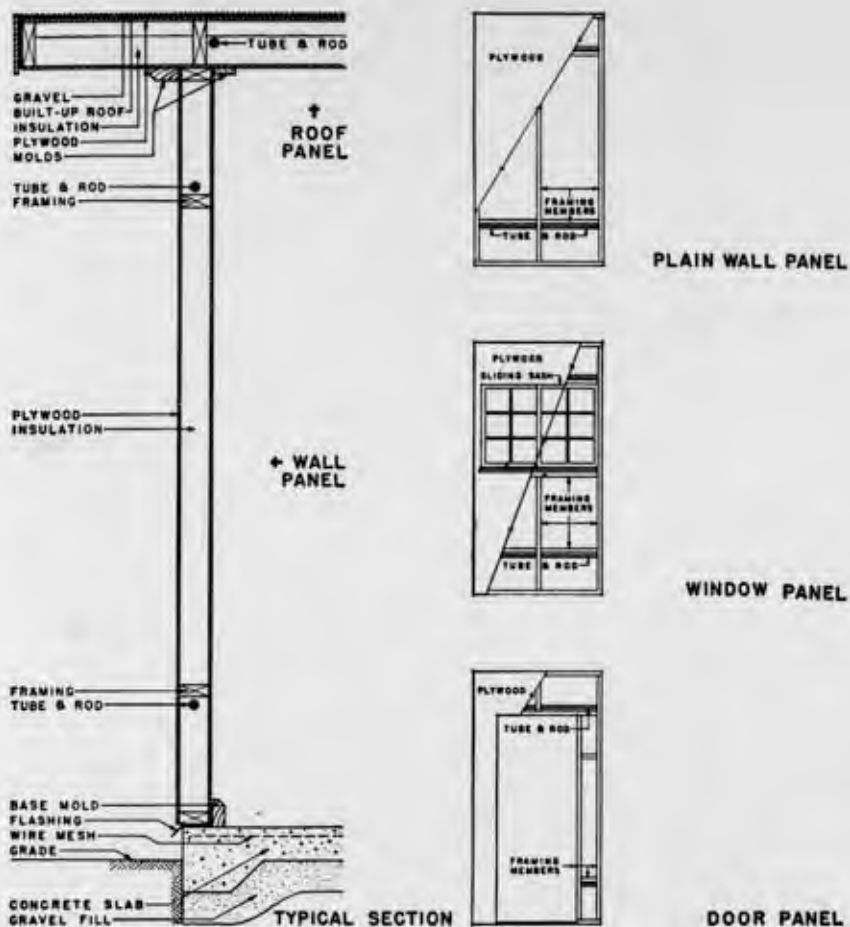 TUBE & ROD
GRAVEL
BUILT-UP ROOF
INSULATION
PLYWOOD
MOLDS
ROOF
PANEL
TUBE & ROD
FRAMING
PLYWOOD
INSULATION
WALL
PANEL
FRAMING
TUBE & ROD
BASE MOLD
FLASHING
WIRE MESH
GRADE
CONCRETE SLAB
GRAVEL FILL
TYPICAL SECTION
PLYWOOD
FRAMING
MEMBERS
TUBE & ROD
PLAIN WALL PANEL
PLYWOOD
SLIDING SASH
FRAMING
MEMBERS
TUBE & ROD
WINDOW PANEL
PLYWOOD
TUBE & ROD
FRAMING
MEMBERS
DOOR PANEL